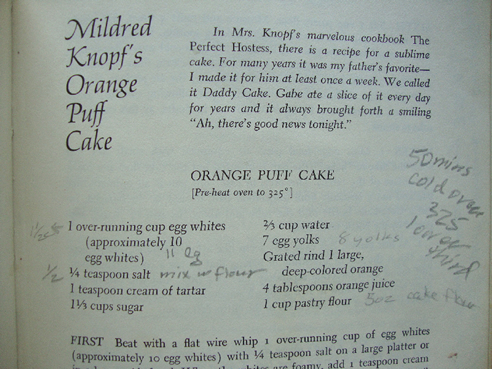 Mildred
Knopf's
Orange
Puff
Cake
In Mrs. Knopf's marvelous cookbook The
Perfect Hostess, there is a recipe for a sublime
cake. For many years it was my father's favorite—
I made it for him at least once a week. We called
it Daddy Cake. Gabe ate a slice of it every day
for years and it always brought forth a smiling
"Ah, there's good news tonight."
ORANGE PUFF CAKE
[Pre-heat oven to 325°]
50 mins
cold oven
325
lower
third
1 over-running cup egg whites
(approximately 10
egg whites) 11 lg
1/2 ¼ teaspoon salt mix w flour
1 teaspoon cream of tartar
1⅓ cups sugar
⅔ cup water
7 egg yolks 8 yolks
Grated rind 1 large,
deep-colored orange
4 tablespoons orange juice
1 cup pastry flour 5oz cake flour
FIRST Beat with a flat wire whip 1 over-running cup of egg whites
(approximately 10 egg whites) with ¼ teaspoon salt on a large platter or
whites are foamy, add 1 teaspoon cream